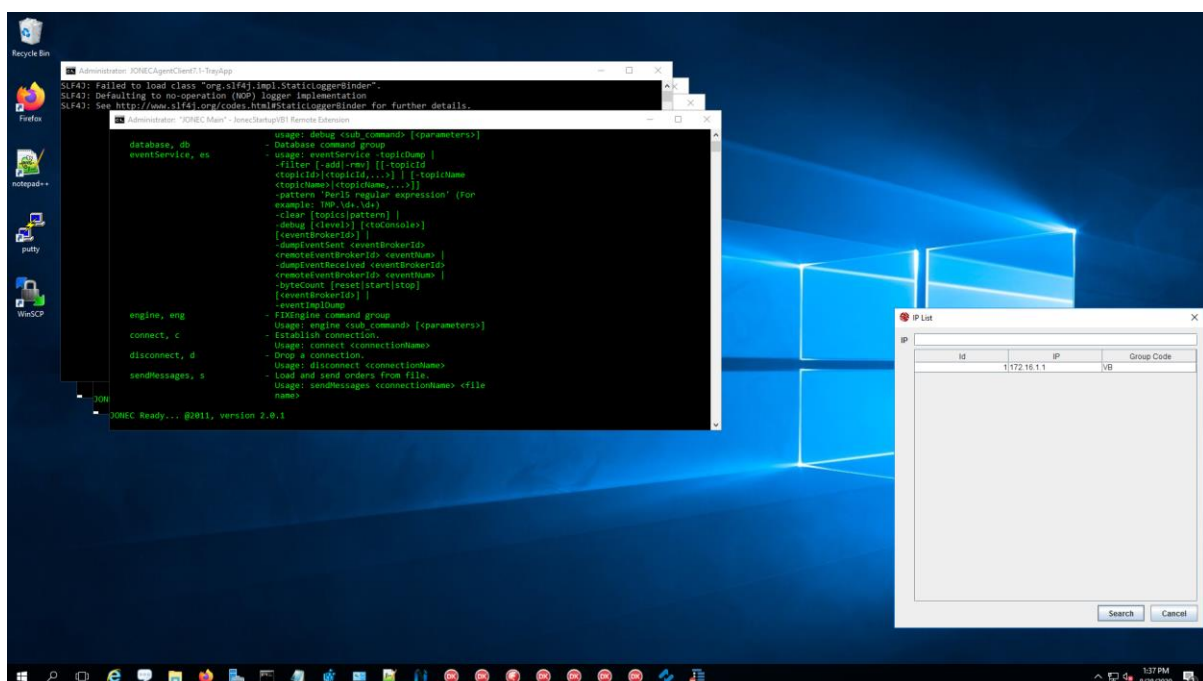 Recycle Bin
Firefox
notepad++
putty
WinSCP
Administrator: JONECAgentClient7.1-TrayApp
SLF4J: Failed to load class "org.slf4j.impl.StaticLoggerBinder".
SLF4J: Defaulting to no-operation (NOP) logger implementation
SLF4J: See http://www.slf4j.org/codes.html#StaticLoggerBinder for further details.
Administrator: "JONEC Main" - JonecStartupVB1 Remote Extension
usage: debug <sub_command> [<parameters>]
database, db - Database command group
eventService, es - usage: eventService -topicDump |
-filter [-add|-rmv] [[-topicId
<topicId>|<topicId,...>] | [-topicName
<topicName>|<topicName,...>]]
-pattern 'Perl5 regular expression' (For
example: TMP.\d+.\d+)
-clear [topics|pattern] |
-debug [<level>] [<toConsole>]
[<eventBrokerId>] |
-dumpEventSent <eventBrokerId>
<remoteEventBrokerId> <eventNum> |
-dumpEventReceived <eventBrokerId>
<remoteEventBrokerId> <eventNum> |
-byteCount [reset|start|stop]
[<eventBrokerId>] |
-eventImplDump
engine, eng - FIXEngine command group
Usage: engine <sub_command> [<parameters>]
connect, c - Establish connection.
Usage: connect <connectionName>
disconnect, d - Drop a connection.
Usage: disconnect <connectionName>
sendMessages, s - Load and send orders from file.
Usage: sendMessages <connectionName> <file
name>
JONEC Ready... @2011, version 2.0.1
JON
IP List
IP
Id IP Group Code
1 172.16.1.1 VB
Search Cancel
1:37 PM